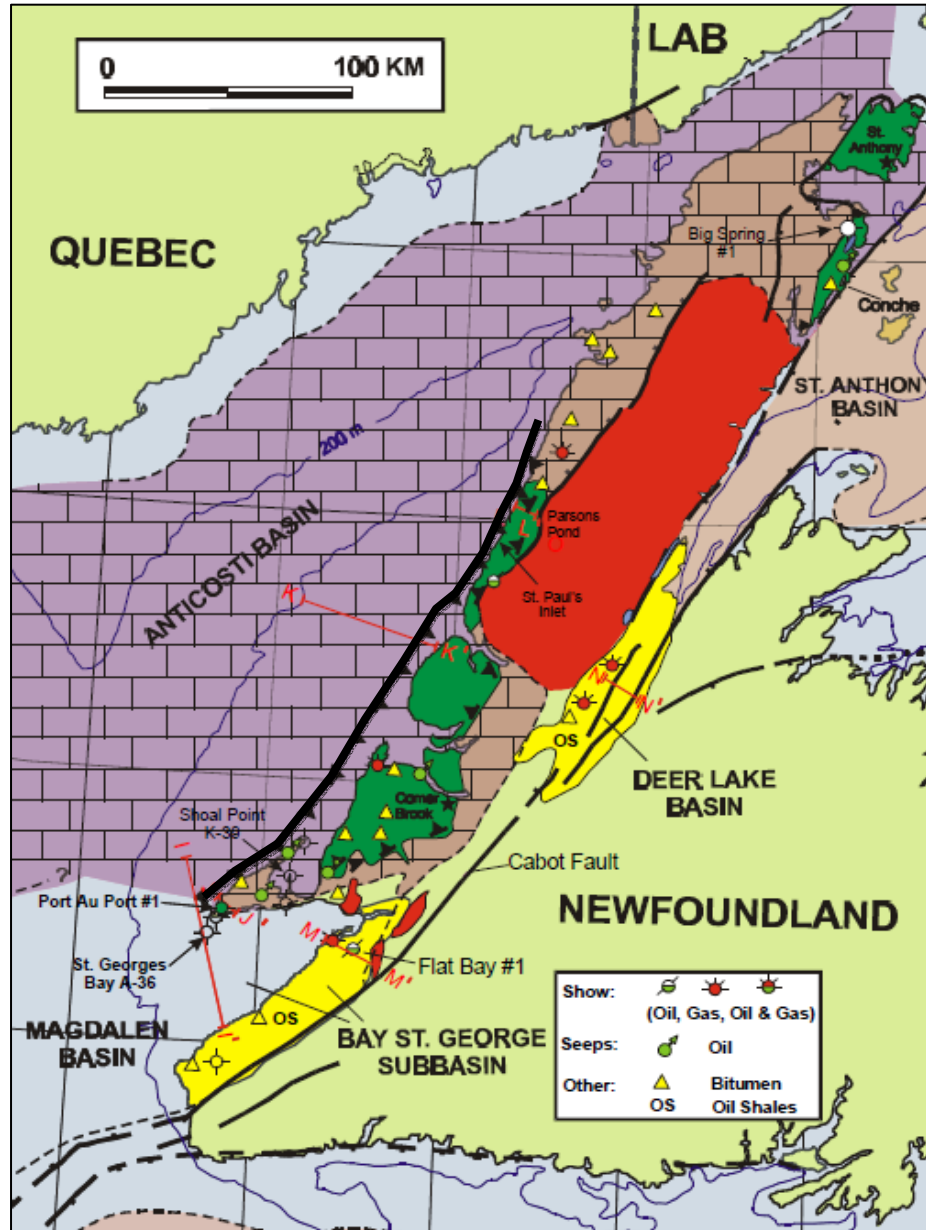 LAB
0 100 KM
St.
Anthony
QUEBEC
Big Spring
#1
Conche
ST. ANTHONY
BASIN
200 m
ANTICOSTI BASIN
L
Parsons
Pond
St. Paul's
Inlet
K
K'
N
N'
OS
DEER LAKE
BASIN
Corner
Brook
Shoal Point
K-39
Cabot Fault
?
I
Port Au Port #1
J'
NEWFOUNDLAND
M
St. Georges
Bay A-36
Flat Bay #1
M'
OS
I'
MAGDALEN
BASIN
BAY ST. GEORGE
SUBBASIN
Show:
(Oil, Gas, Oil & Gas)
Seeps: Oil
Other: Bitumen
OS Oil Shales